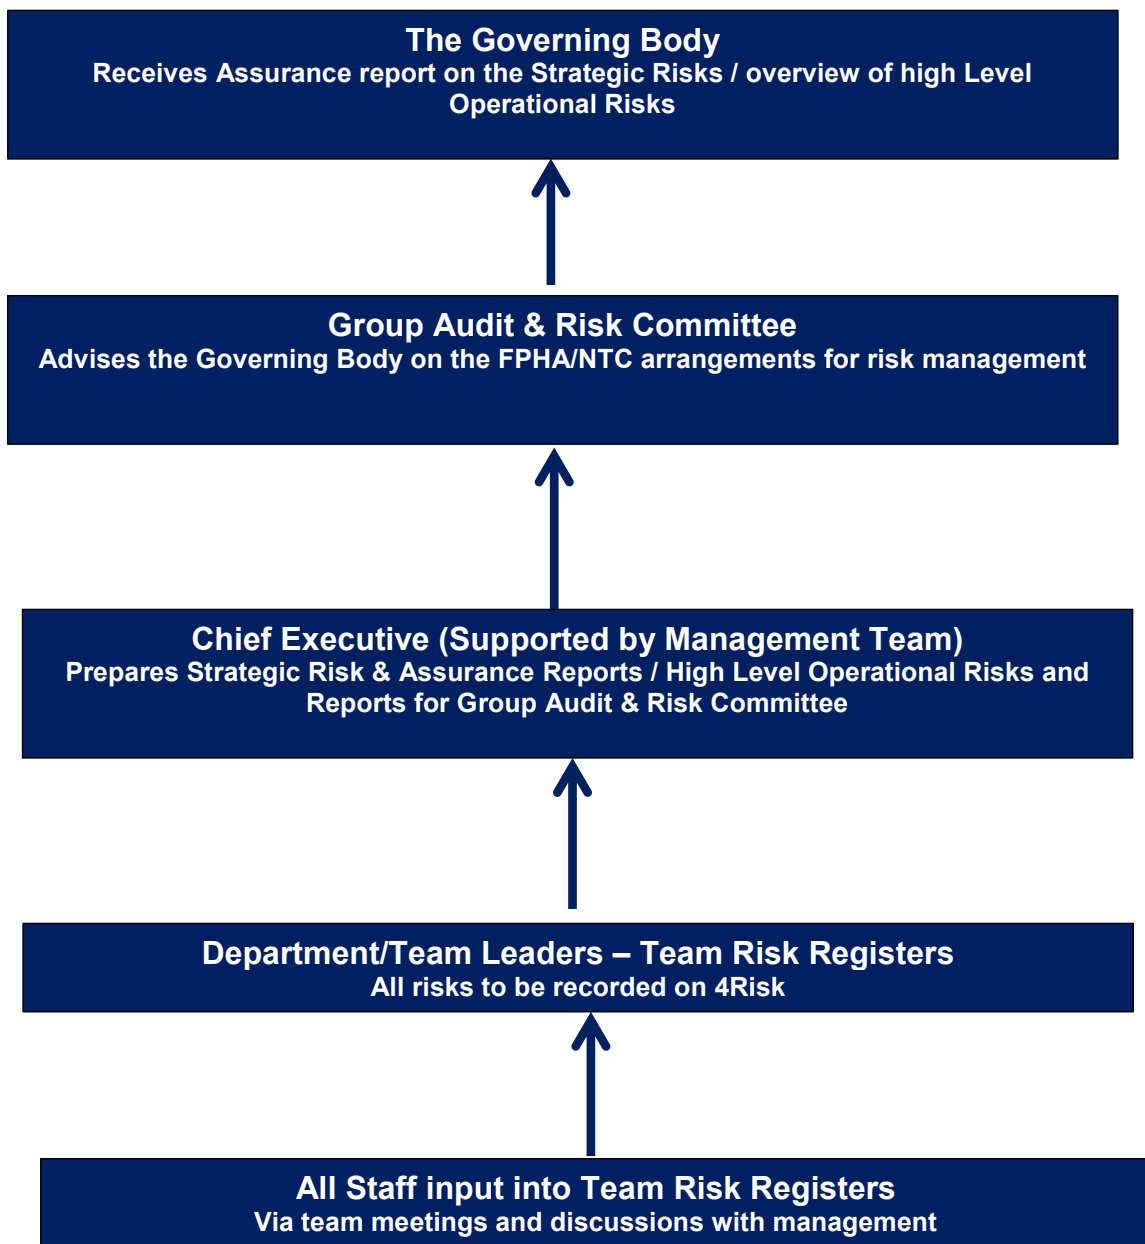 The Governing Body
Receives Assurance report on the Strategic Risks / overview of high Level
Operational Risks
Group Audit & Risk Committee
Advises the Governing Body on the FPHA/NTC arrangements for risk management
Chief Executive (Supported by Management Team)
Prepares Strategic Risk & Assurance Reports / High Level Operational Risks and
Reports for Group Audit & Risk Committee
Department/Team Leaders – Team Risk Registers
All risks to be recorded on 4Risk
All Staff input into Team Risk Registers
Via team meetings and discussions with management